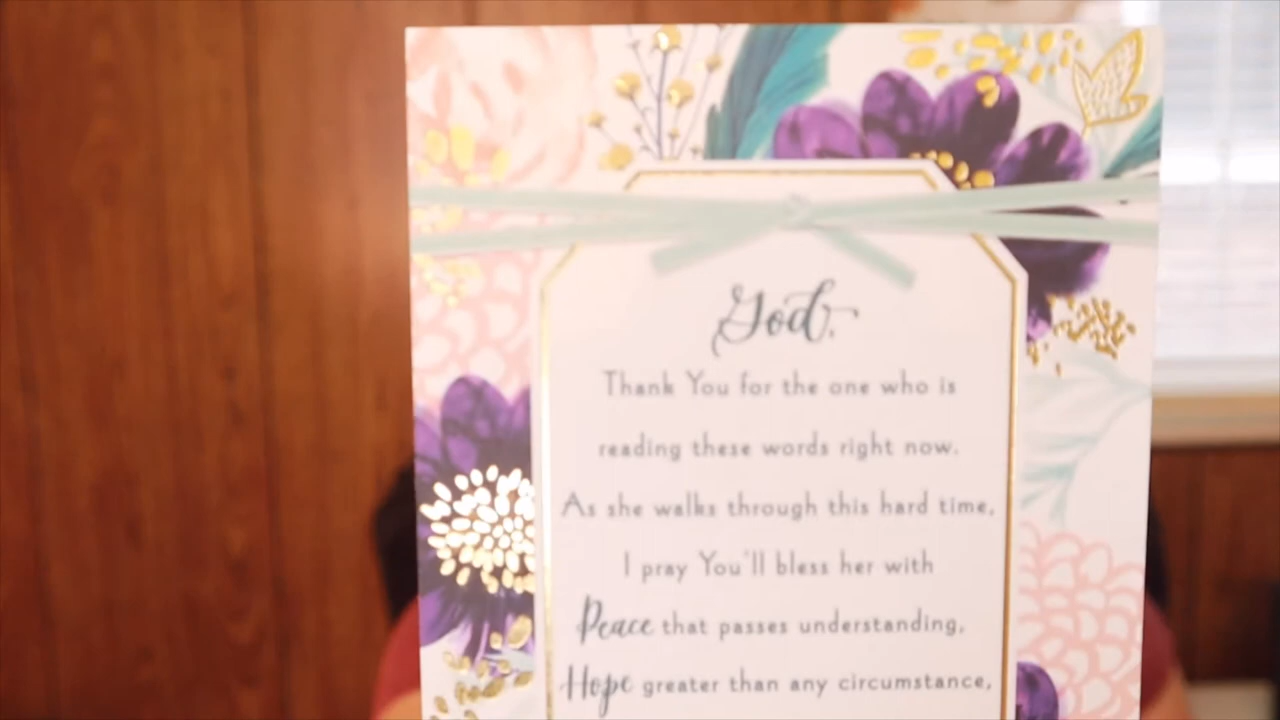 God,
Thank You for the one who is
reading these words right now.
As she walks through this hard time,
I pray You'll bless her with
Peace that passes understanding,
Hope greater than any circumstance,